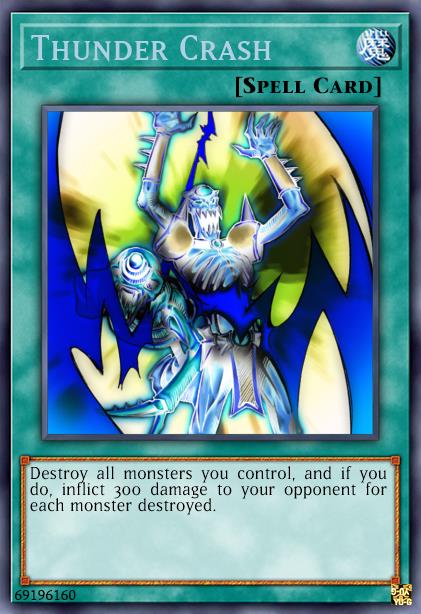 Thunder Crash
魔
[Spell Card]
Destroy all monsters you control, and if you
do, inflict 300 damage to your opponent for
each monster destroyed.
69196160